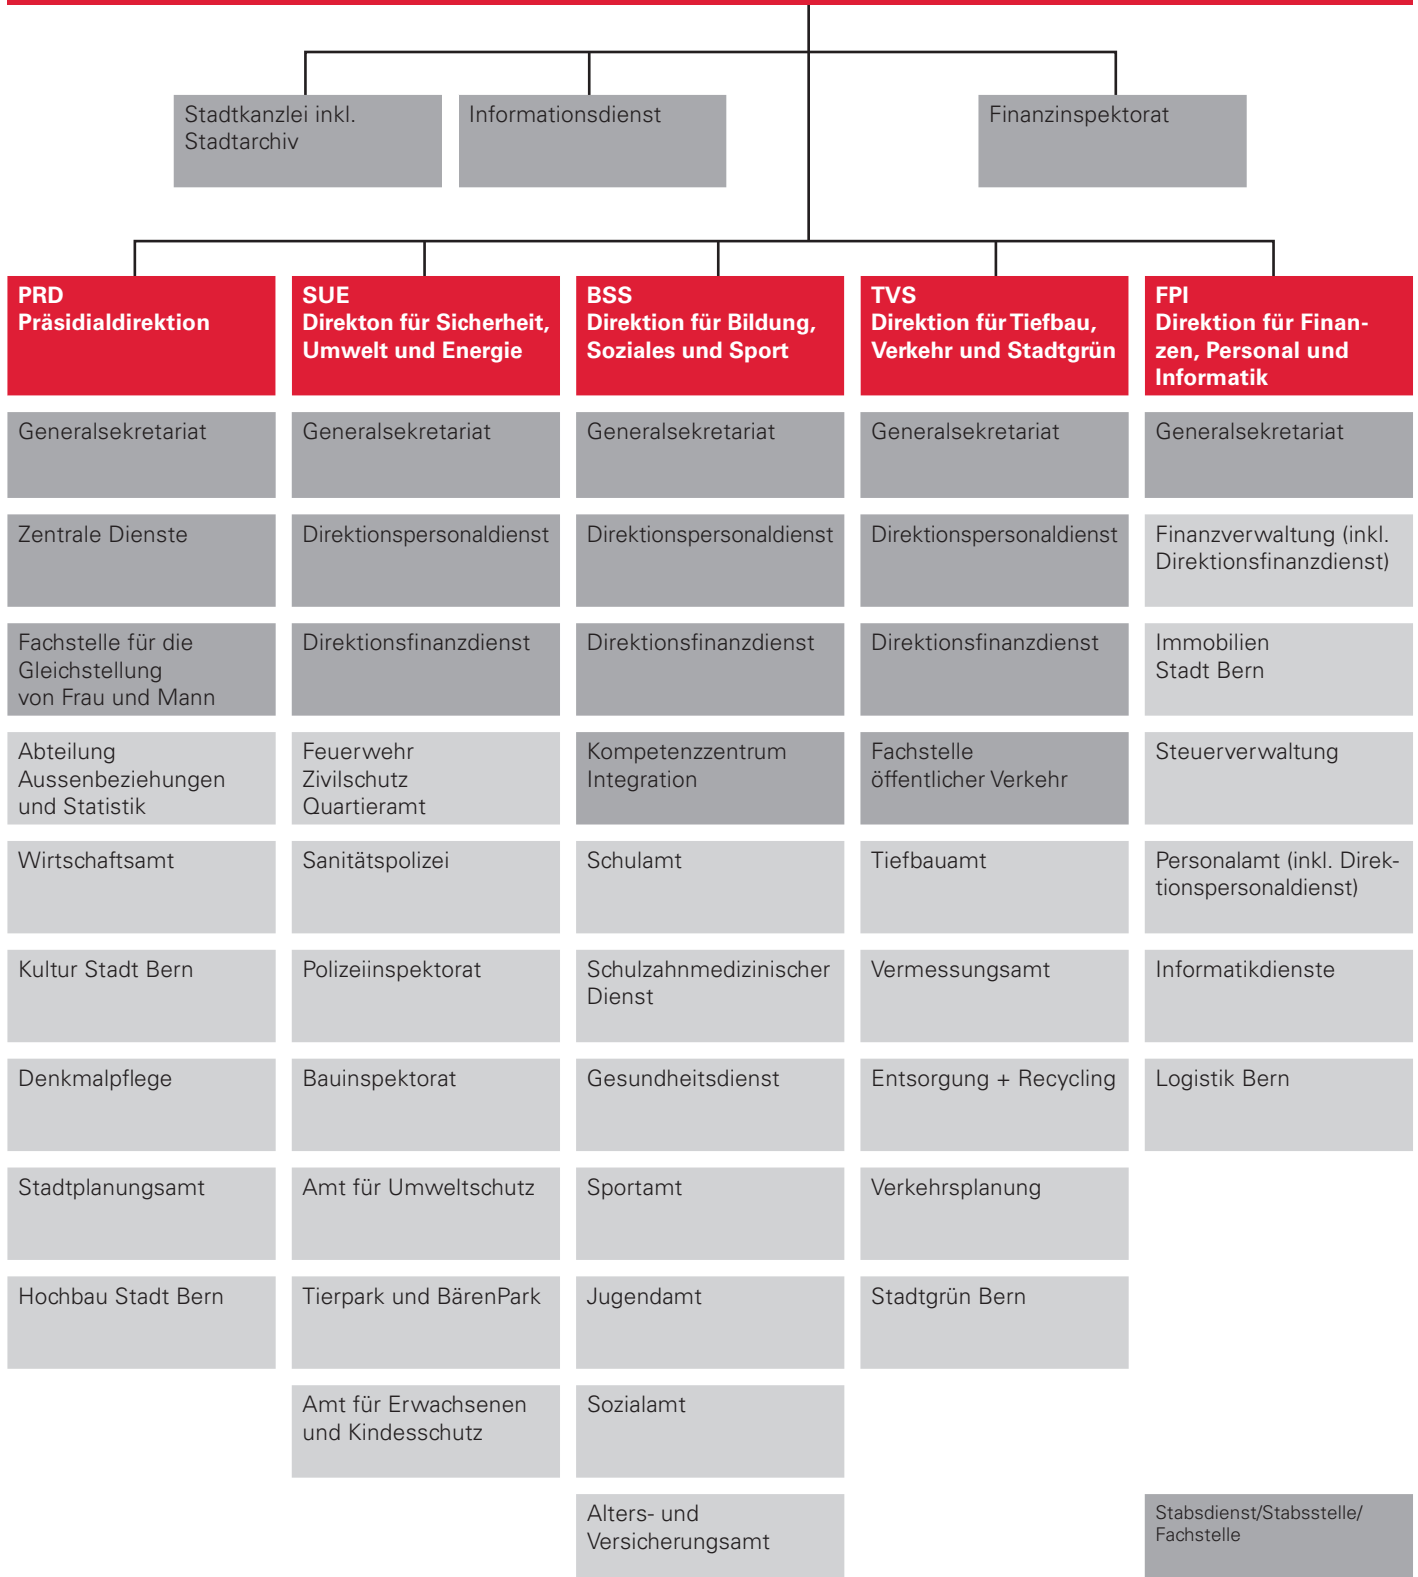 Stadtkanzlei inkl.
Stadtarchiv
Informationsdienst
Finanzinspektorat
PRD
Präsidialdirektion
SUE
Direkton für Sicherheit,
Umwelt und Energie
BSS
Direktion für Bildung,
Soziales und Sport
TVS
Direktion für Tiefbau,
Verkehr und Stadtgrün
FPI
Direktion für Finan-
zen, Personal und
Informatik
Generalsekretariat
Generalsekretariat
Generalsekretariat
Generalsekretariat
Generalsekretariat
Zentrale Dienste
Direktionspersonaldienst
Direktionspersonaldienst
Direktionspersonaldienst
Finanzverwaltung (inkl.
Direktionsfinanzdienst)
Fachstelle für die
Gleichstellung
von Frau und Mann
Direktionsfinanzdienst
Direktionsfinanzdienst
Direktionsfinanzdienst
Immobilien
Stadt Bern
Abteilung
Aussenbeziehungen
und Statistik
Feuerwehr
Zivilschutz
Quartieramt
Kompetenzzentrum
Integration
Fachstelle
öffentlicher Verkehr
Steuerverwaltung
Wirtschaftsamt
Sanitätspolizei
Schulamt
Tiefbauamt
Personalamt (inkl. Direk-
tionspersonaldienst)
Kultur Stadt Bern
Polizeiinspektorat
Schulzahnmedizinischer
Dienst
Vermessungsamt
Informatikdienste
Denkmalpflege
Bauinspektorat
Gesundheitsdienst
Entsorgung + Recycling
Logistik Bern
Stadtplanungsamt
Amt für Umweltschutz
Sportamt
Verkehrsplanung
Hochbau Stadt Bern
Tierpark und BärenPark
Jugendamt
Stadtgrün Bern
Amt für Erwachsenen
und Kindesschutz
Sozialamt
Alters- und
Versicherungsamt
Stabsdienst/Stabsstelle/
Fachstelle